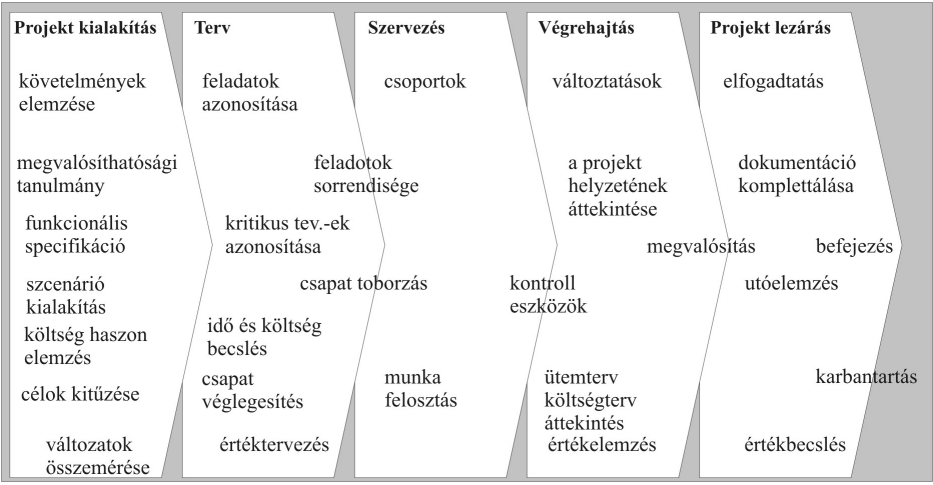 Projekt kialakítás
követelmények
elemzése
megvalósíthatósági
tanulmány
funkcionális
specifikáció
szcenárió
kialakítás
költség haszon
elemzés
célok kitűzése
változatok
összemérése
Terv
feladatok
azonosítása
feladotok
sorrendisége
kritikus tev.-ek
azonosítása
csapat toborzás
idő és költség
becslés
csapat
véglegesítés
értéktervezés
Szervezés
csoportok
kontroll
eszközök
munka
felosztás
Végrehajtás
változtatások
a projekt
helyzetének
áttekintése
megvalósítás
ütemterv
költségterv
áttekintés
értékelemzés
Projekt lezárás
elfogadtatás
dokumentáció
komplettálása
befejezés
utóelemzés
karbantartás
értékbecslés